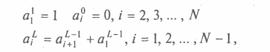 a_1^1 = 1   a_i^0 = 0, i = 2, 3, ..., N
a_i^L = a_{i+1}^{L-1} + a_1^{L-1}, i = 1, 2, ..., N - 1,